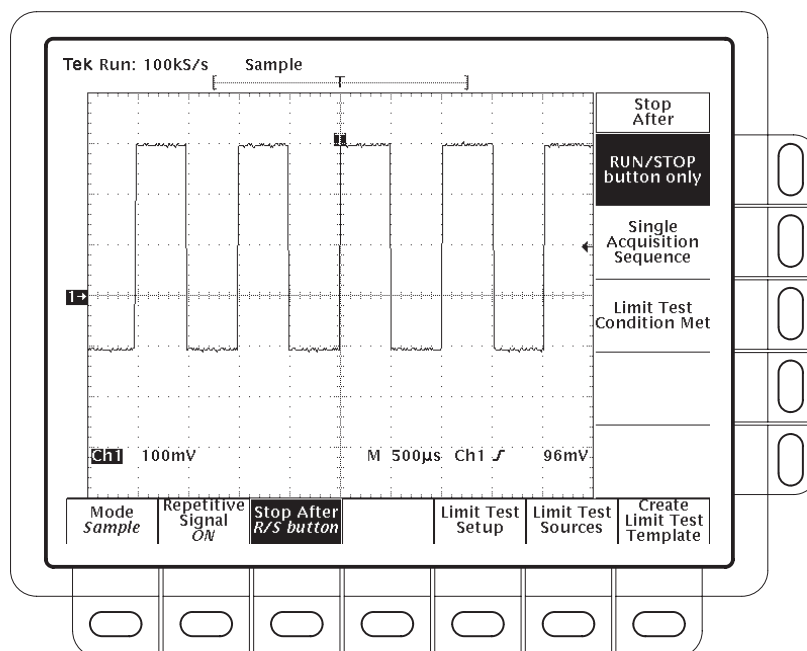 Tek Run: 100kS/s Sample
T
T
1→
Ch1 100mV M 500µs Ch1 96mV
Stop
After
RUN/STOP
button only
Single
Acquisition
Sequence
Limit Test
Condition Met
Mode
Sample
Repetitive
Signal
ON
Stop After
R/S button
Limit Test
Setup
Limit Test
Sources
Create
Limit Test
Template